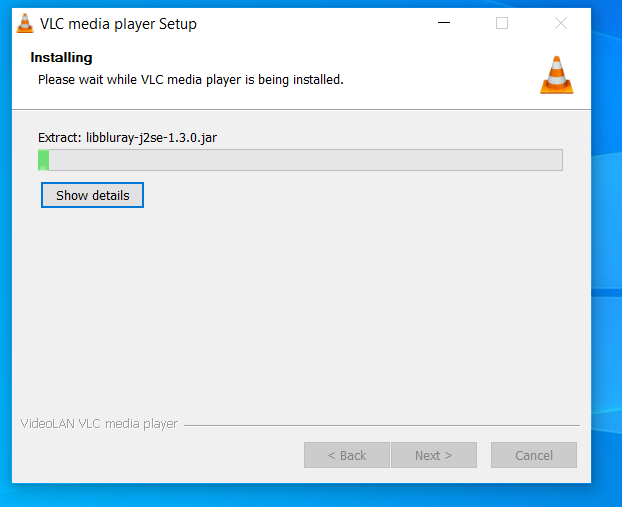 VLC media player Setup
Installing
Please wait while VLC media player is being installed.
Extract: libbluray-j2se-1.3.0.jar
Show details
VideoLAN VLC media player
< Back
Next >
Cancel